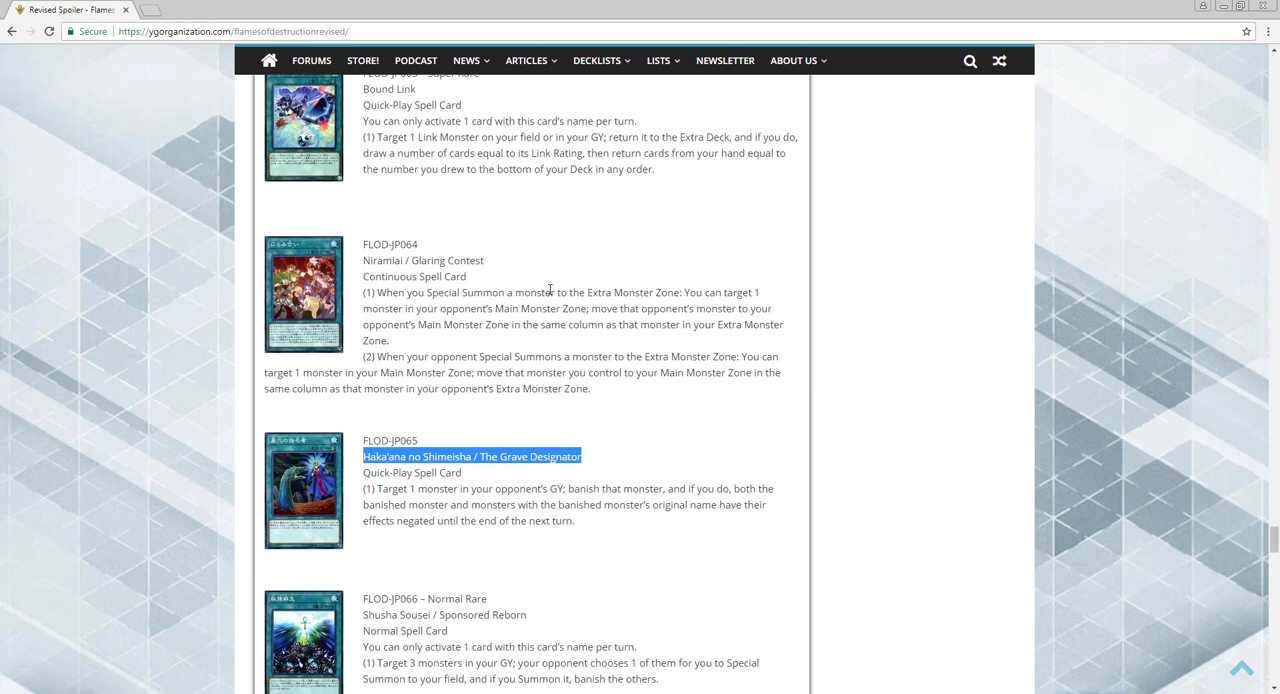 Revised Spoiler - Flames
Secure
https://ygorganization.com/flamesofdestructionrevised/
FORUMS
STORE!
PODCAST
NEWS
ARTICLES
DECKLISTS
LISTS
NEWSLETTER
ABOUT US
Bound Link
Quick-Play Spell Card
You can only activate 1 card with this card's name per turn.
(1) Target 1 Link Monster on your field or in your GY; return it to the Extra Deck, and if you do,
draw a number of cards equal to its Link Rating, then return cards from your hand equal to
the number you drew to the bottom of your Deck in any order.
FLOD-JP064
Niramiai / Glaring Contest
Continuous Spell Card
(1) When you Special Summon a monster to the Extra Monster Zone: You can target 1
monster in your opponent's Main Monster Zone; move that opponent's monster to your
opponent's Main Monster Zone in the same column as that monster in your Extra Monster
Zone.
(2) When your opponent Special Summons a monster to the Extra Monster Zone: You can
target 1 monster in your Main Monster Zone; move that monster you control to your Main Monster Zone in the
same column as that monster in your opponent's Extra Monster Zone.
FLOD-JP065
Haka'ana no Shimeisha / The Grave Designator
Quick-Play Spell Card
(1) Target 1 monster in your opponent's GY; banish that monster, and if you do, both the
banished monster and monsters with the banished monster's original name have their
effects negated until the end of the next turn.
FLOD-JP066 – Normal Rare
Shusha Sousei / Sponsored Reborn
Normal Spell Card
You can only activate 1 card with this card's name per turn.
(1) Target 3 monsters in your GY; your opponent chooses 1 of them for you to Special
Summon to your field, and if you Summon it, banish the others.